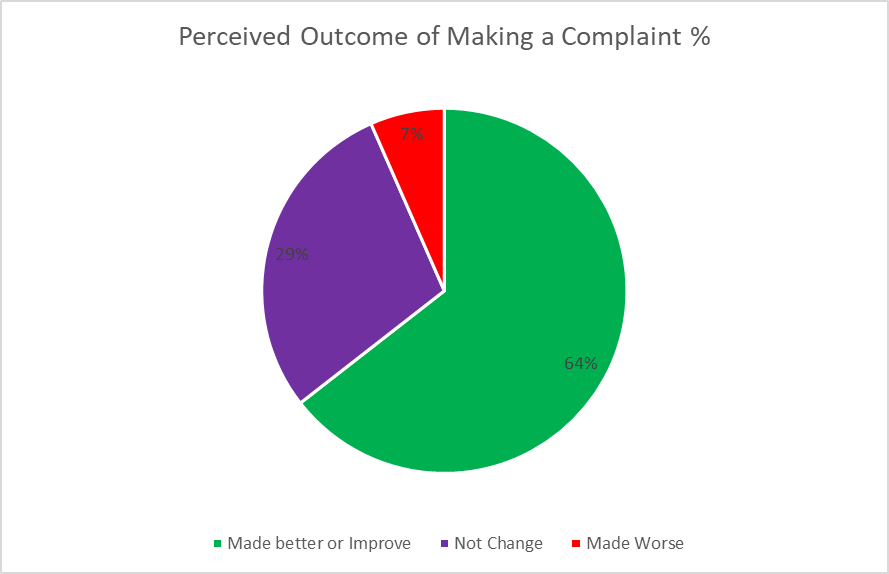 Perceived Outcome of Making a Complaint %
7%
29%
64%
Made better or Improve Not Change Made Worse